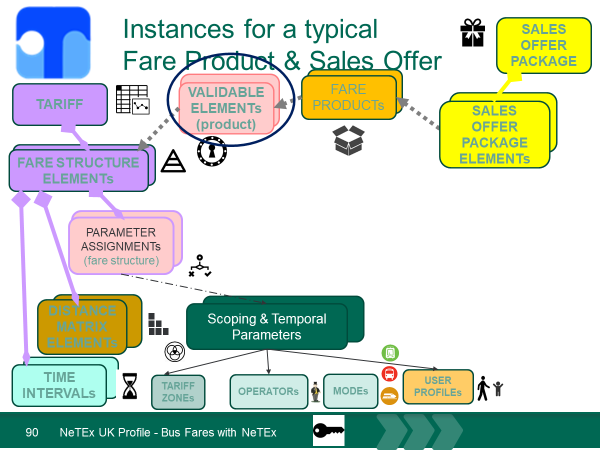 Instances for a typical
Fare Product & Sales Offer
SALES
OFFER
PACKAGE
TARIFF
VALIDABLE
ELEMENTs
(product)
FARE
PRODUCTs
SALES
OFFER
PACKAGE
ELEMENTs
FARE STRUCTURE
ELEMENTs
PARAMETER
ASSIGNMENTs
(fare structure)
DISTANCE
MATRIX
ELEMENTs
Scoping & Temporal
Parameters
TIME
INTERVALs
TARIFF
ZONEs
OPERATORs
MODEs
USER
PROFILEs
90 NeTEx UK Profile - Bus Fares with NeTEx